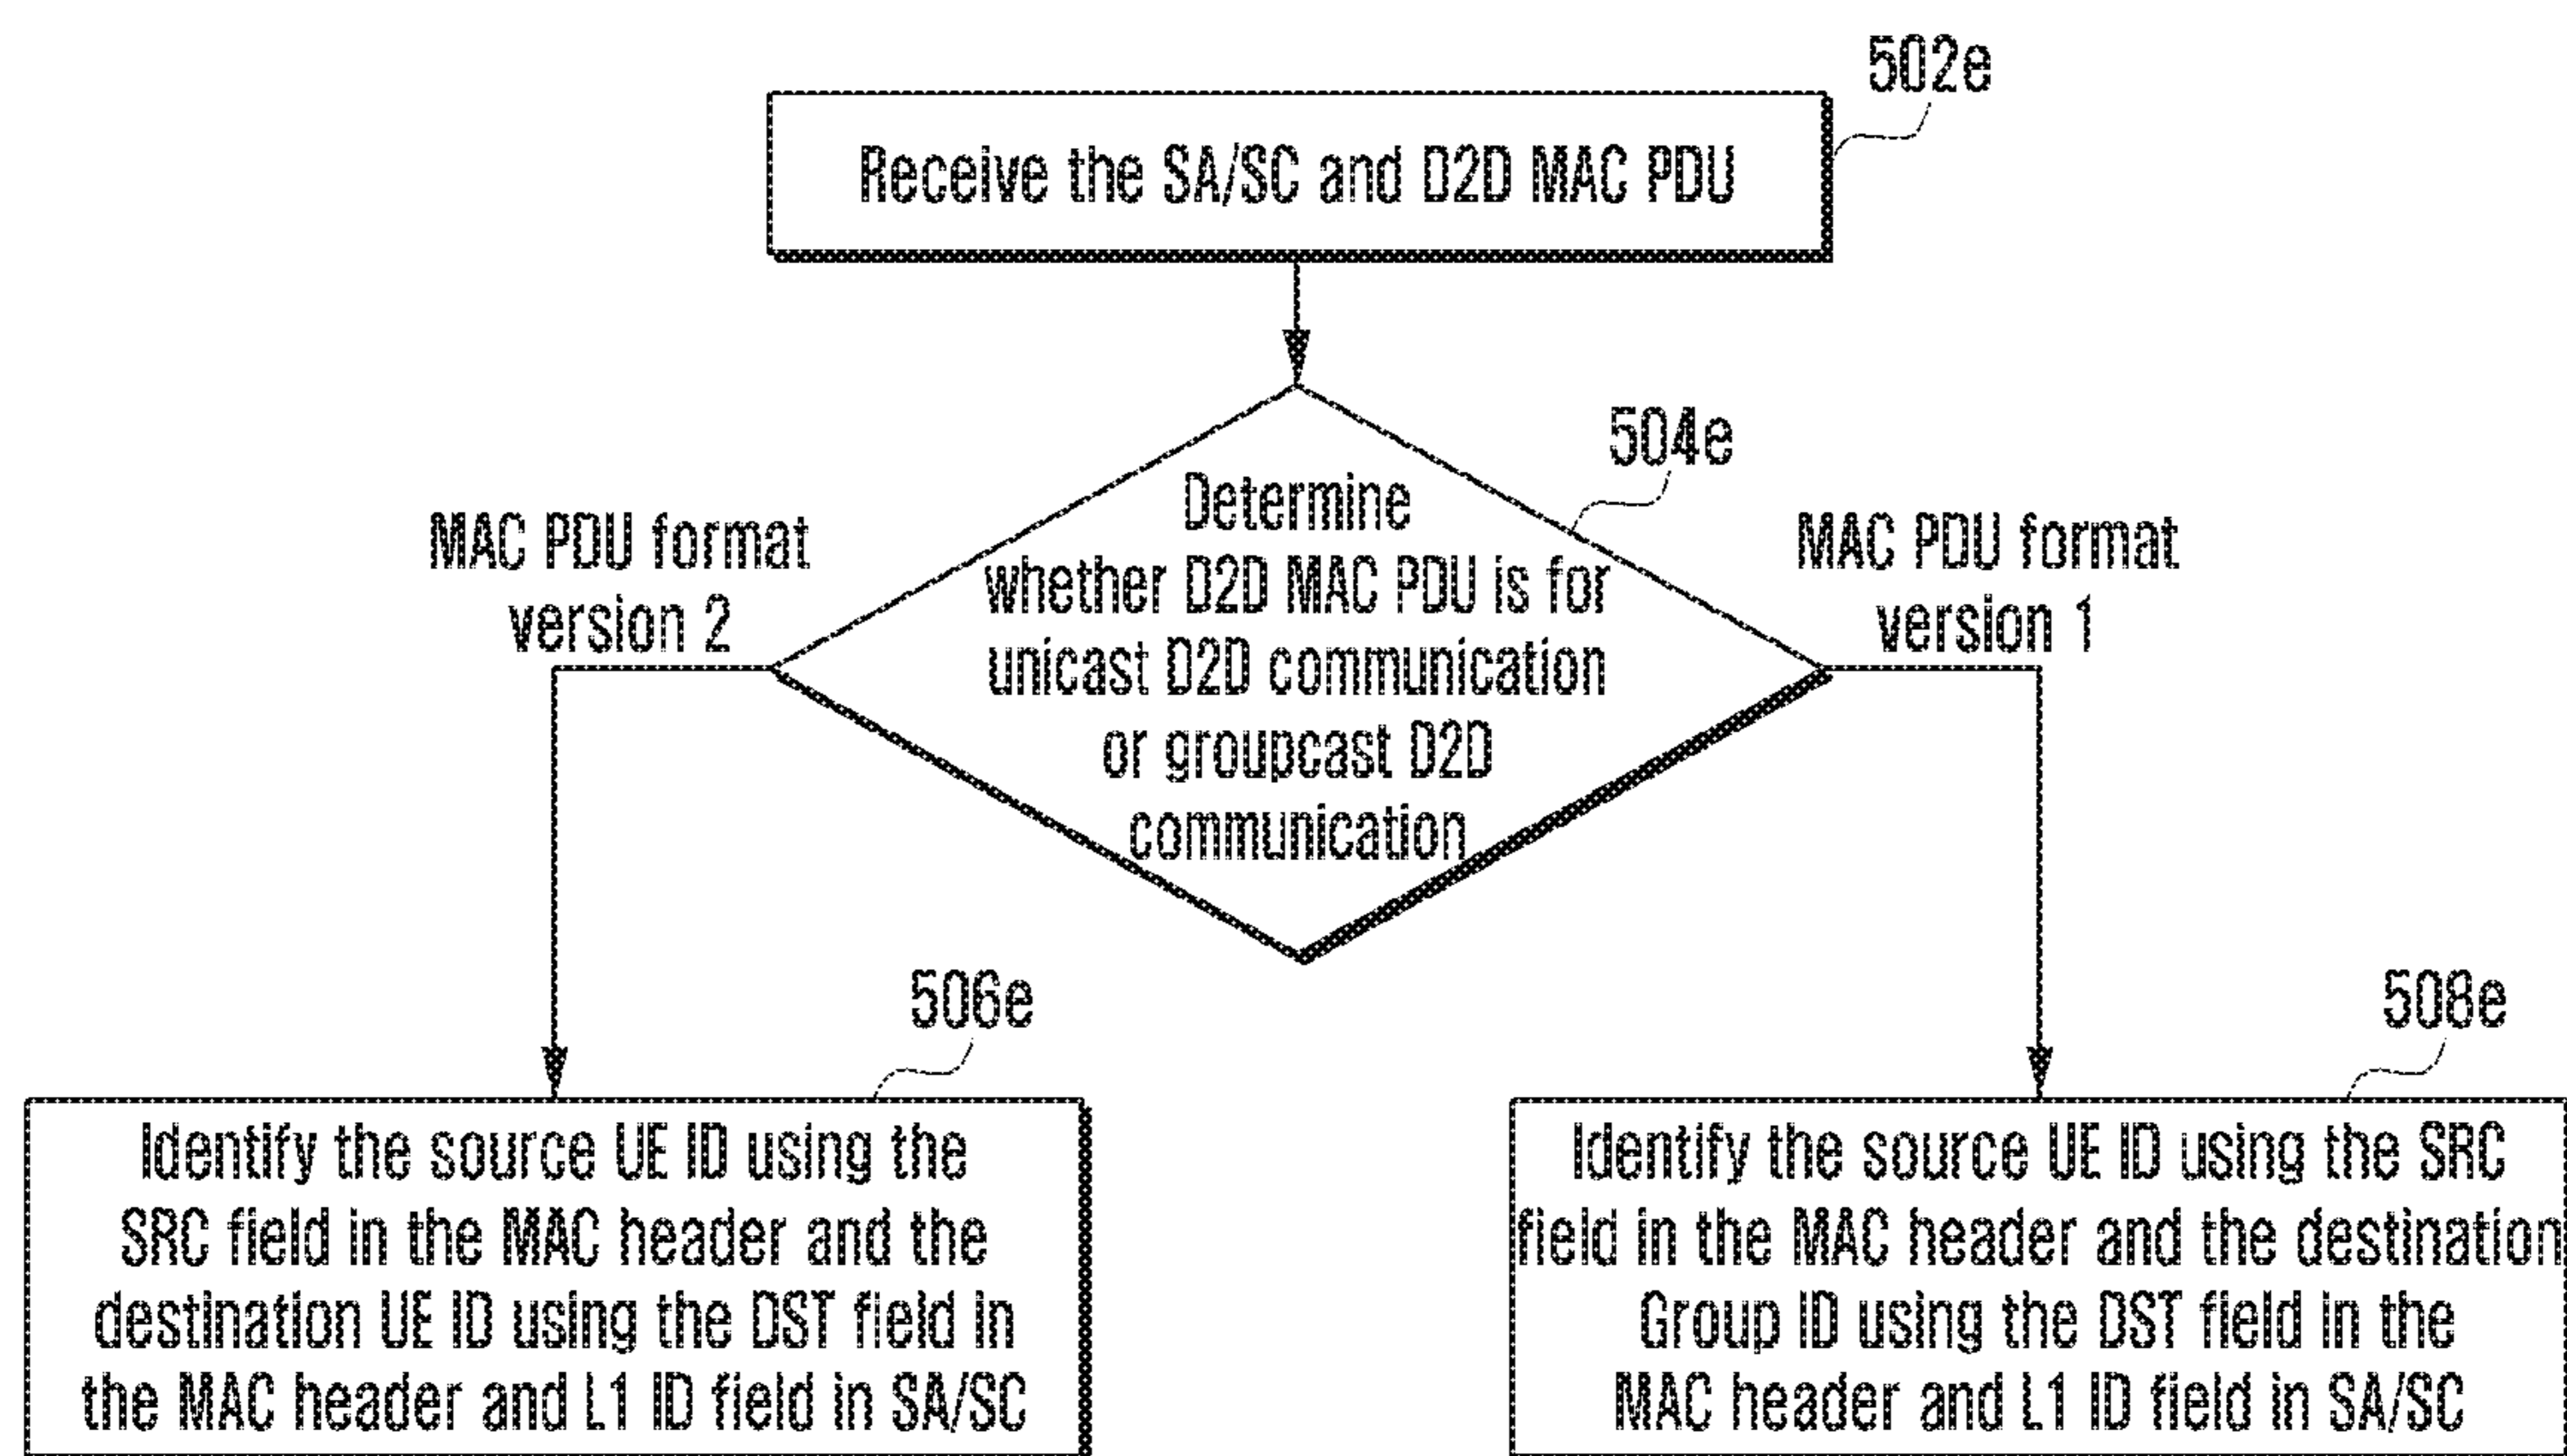 502e
Receive the SA/SC and D2D MAC PDU
504e
Determine
whether D2D MAC PDU is for
unicast D2D communication
or groupcast D2D
communication
MAC PDU format
version 2
MAC PDU format
version 1
506e
Identify the source UE ID using the
SRC field in the MAC header and the
destination UE ID using the DST field in
the MAC header and L1 ID field in SA/SC
508e
Identify the source UE ID using the SRC
field in the MAC header and the destination
Group ID using the DST field in the
MAC header and L1 ID field in SA/SC